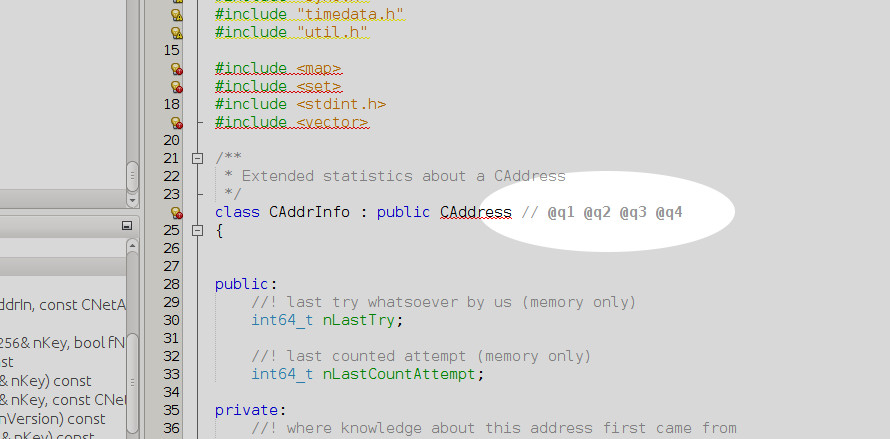 #include "timedata.h"
#include "util.h"
15
#include <map>
#include <set>
18 #include <stdint.h>
#include <vector>
20
21 /**
22 * Extended statistics about a CAddress
23 */
class CAddrInfo : public CAddress // @q1 @q2 @q3 @q4
25 {
26
27
28 public:
29 //! last try whatsoever by us (memory only)
30 int64_t nLastTry;
31
32 //! last counted attempt (memory only)
33 int64_t nLastCountAttempt;
34
35 private:
36 //! where knowledge about this address first came from
ddrIn, const CNetA
256& nKey, bool fN
st
& nKey) const
& nKey, const CNet
nVersion) const